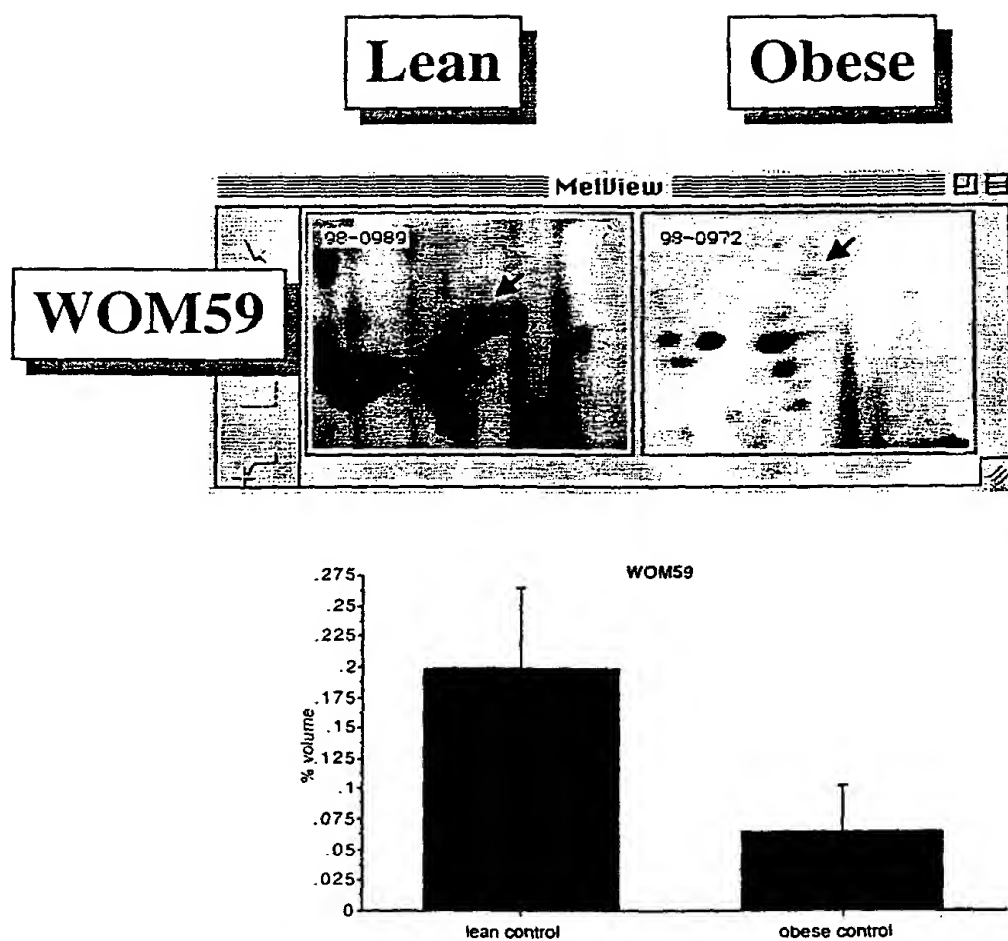 Lean
Obese
MelView
98-0989
98-0972
WOM59
WOM59
.275
.25
.225
.2
.175
.15
.125
.1
.075
.05
.025
0
% volume
lean control
obese control